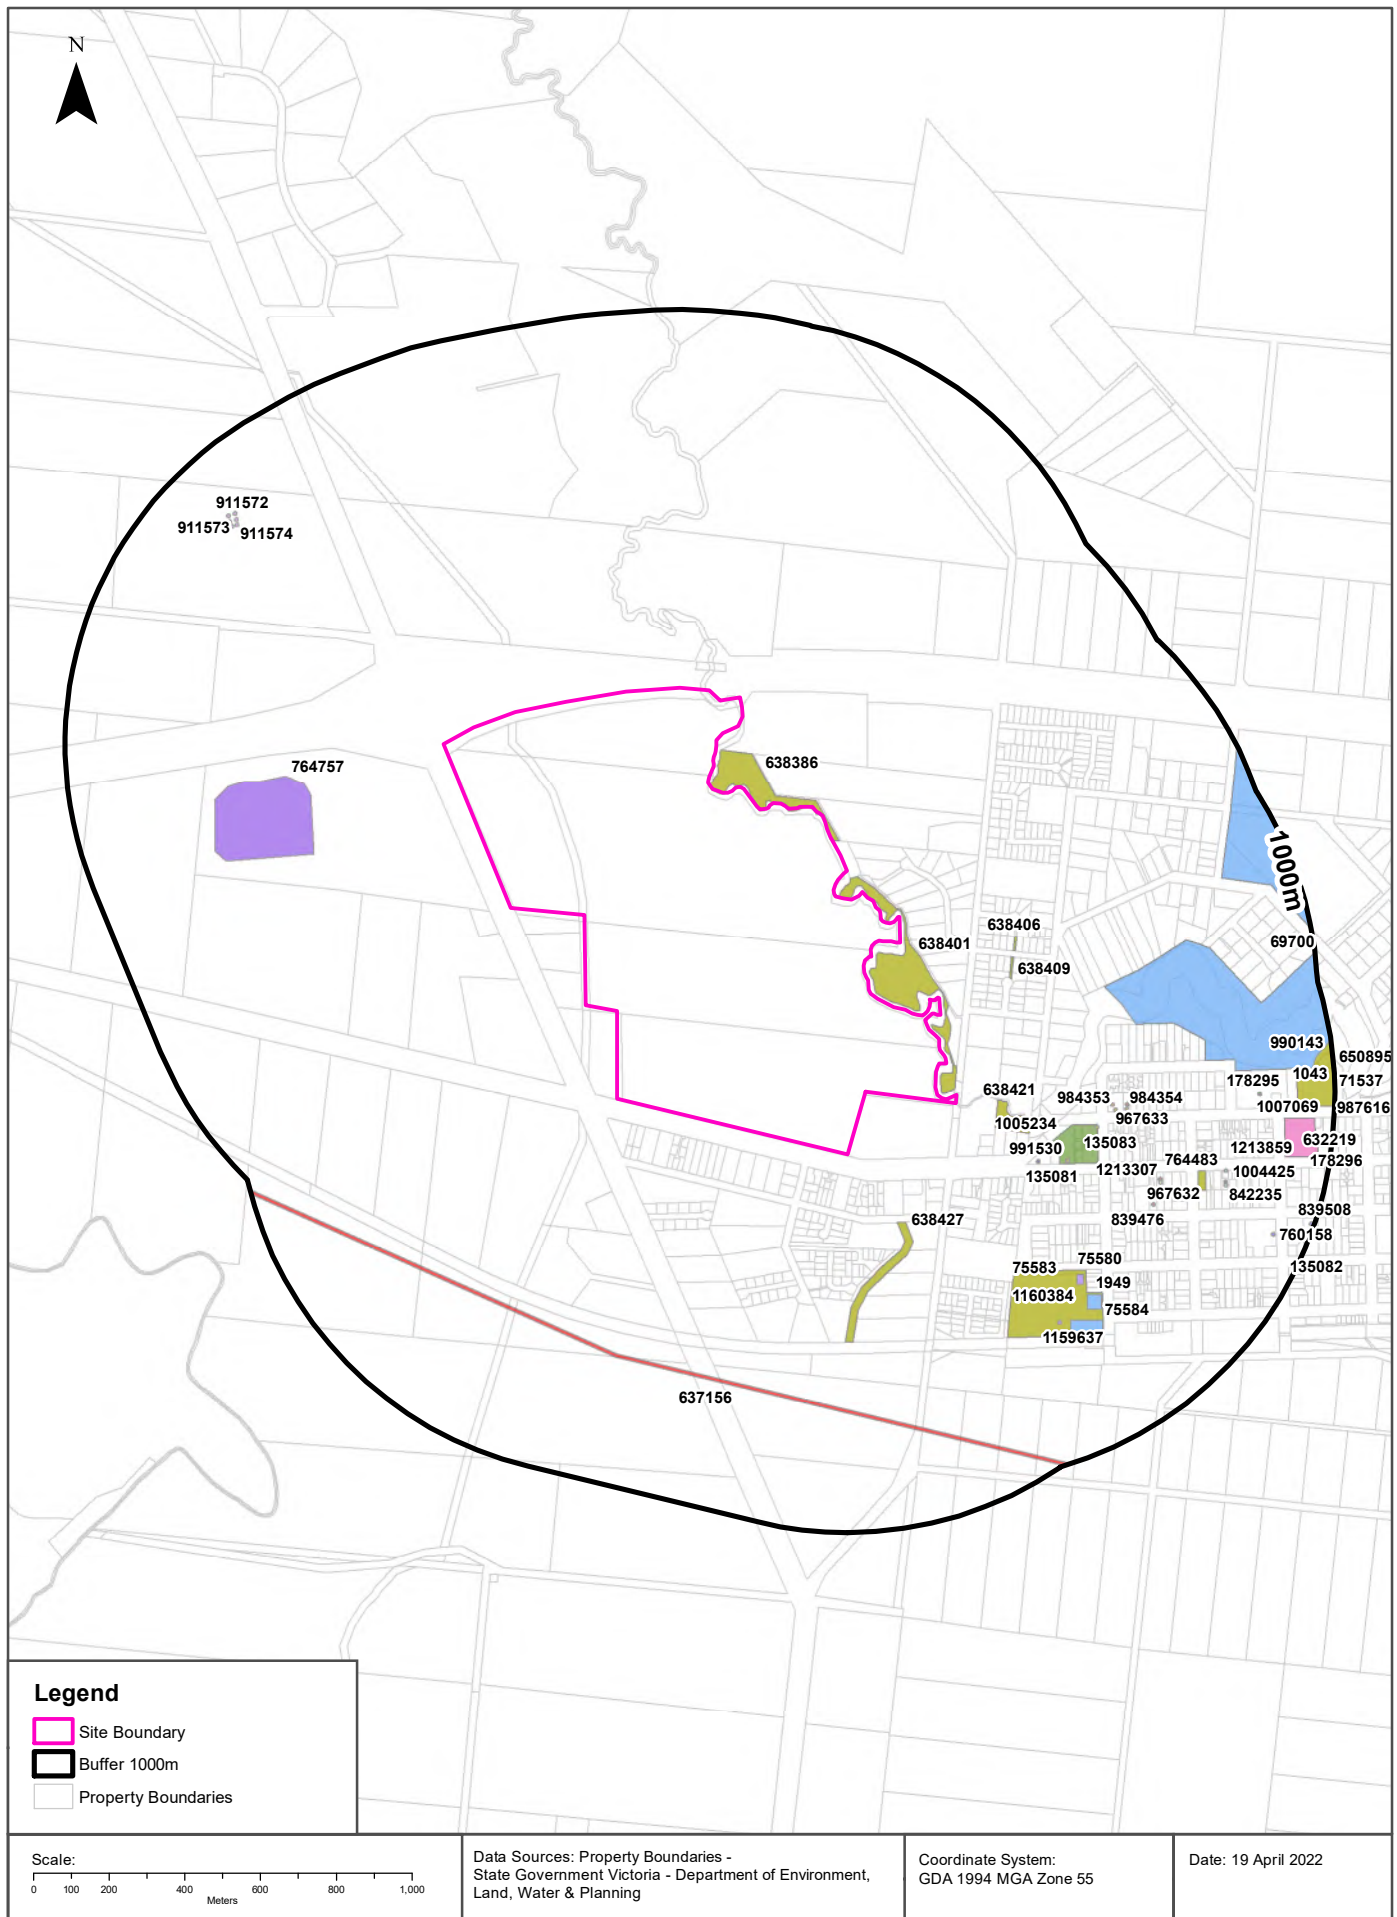 N
911572
911573
911574
764757
638386
638401
638406
638409
1000m
69700
990143
650895
1043
71537
178295
1007069
987616
638421
984353
984354
967633
1005234
991530
135083
135081
1213307
764483
1213859
632219
178296
1004425
967632
842235
839476
839508
760158
135082
638427
75583
75580
1949
1160384
75584
1159637
637156
Legend
Site Boundary
Buffer 1000m
Property Boundaries
Scale:
0 100 200 400 600 800 1,000
Meters
Data Sources: Property Boundaries -
State Government Victoria - Department of Environment,
Land, Water & Planning
Coordinate System:
GDA 1994 MGA Zone 55
Date: 19 April 2022